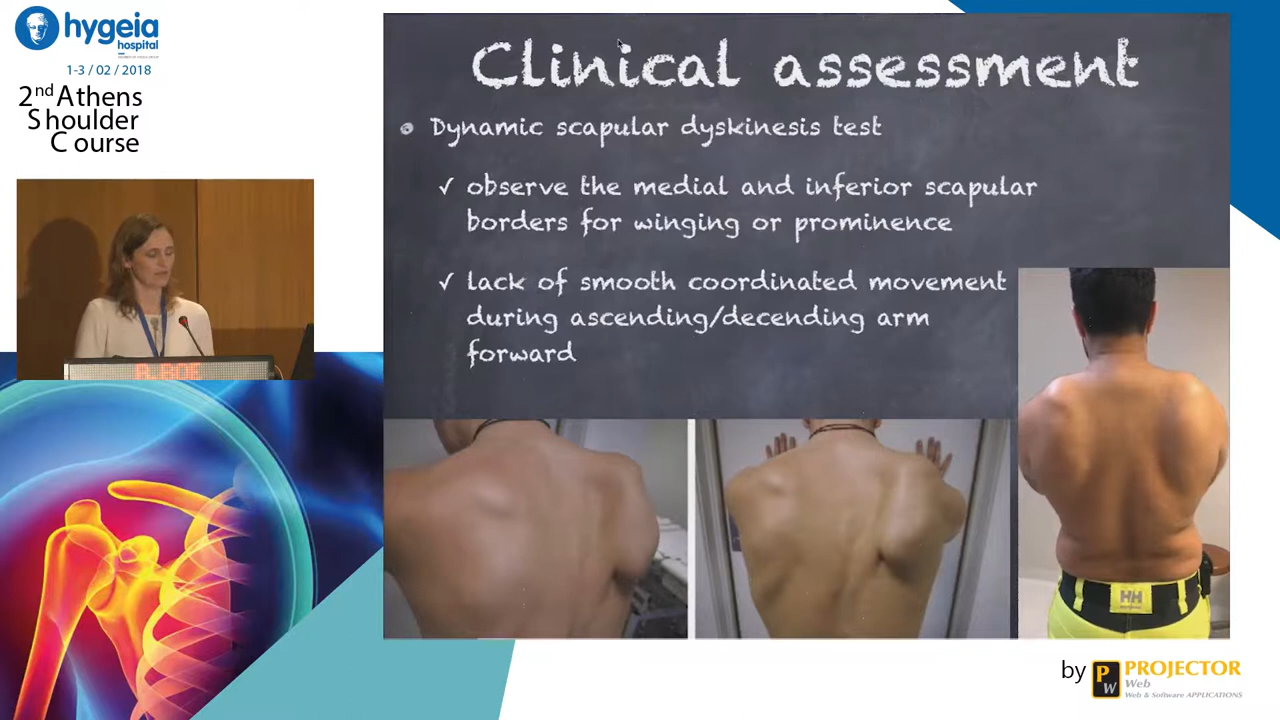 hygeia
hospital
1-3 / 02 / 2018
2nd Athens
Shoulder
Course
B.BOE
Clinical assessment
Dynamic scapular dyskinesis test
✓ observe the medial and inferior scapular
borders for winging or prominence
✓ lack of smooth coordinated movement
during ascending/decending arm
forward
HH
by PROJECTOR
PW
Web
Web & Software APPLICATIONS